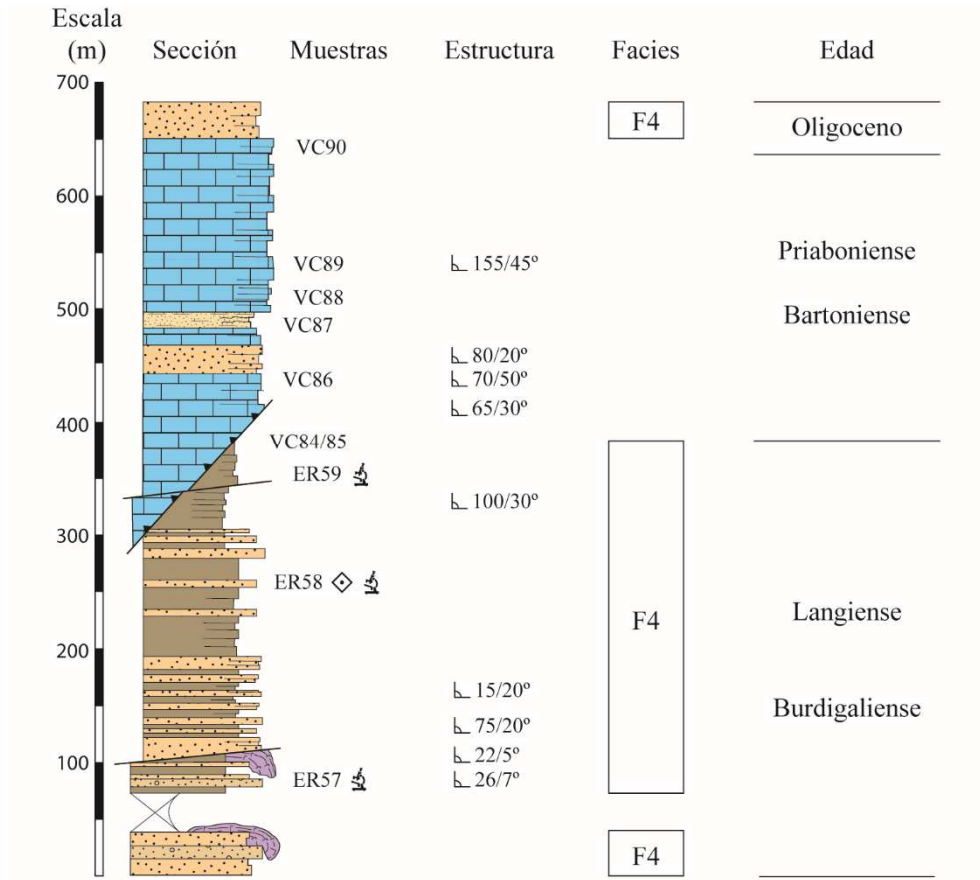 Escala
(m)
Sección
Muestras
Estructura
Facies
Edad
700
F4
Oligoceno
VC90
600
Priaboniense
VC89
155/45º
VC88
500
Bartoniense
VC87
80/20º
VC86
70/50º
65/30º
400
VC84/85
ER59
100/30º
300
ER58
F4
Langiense
200
15/20º
Burdigaliense
75/20º
22/5º
100
ER57
26/7º
F4